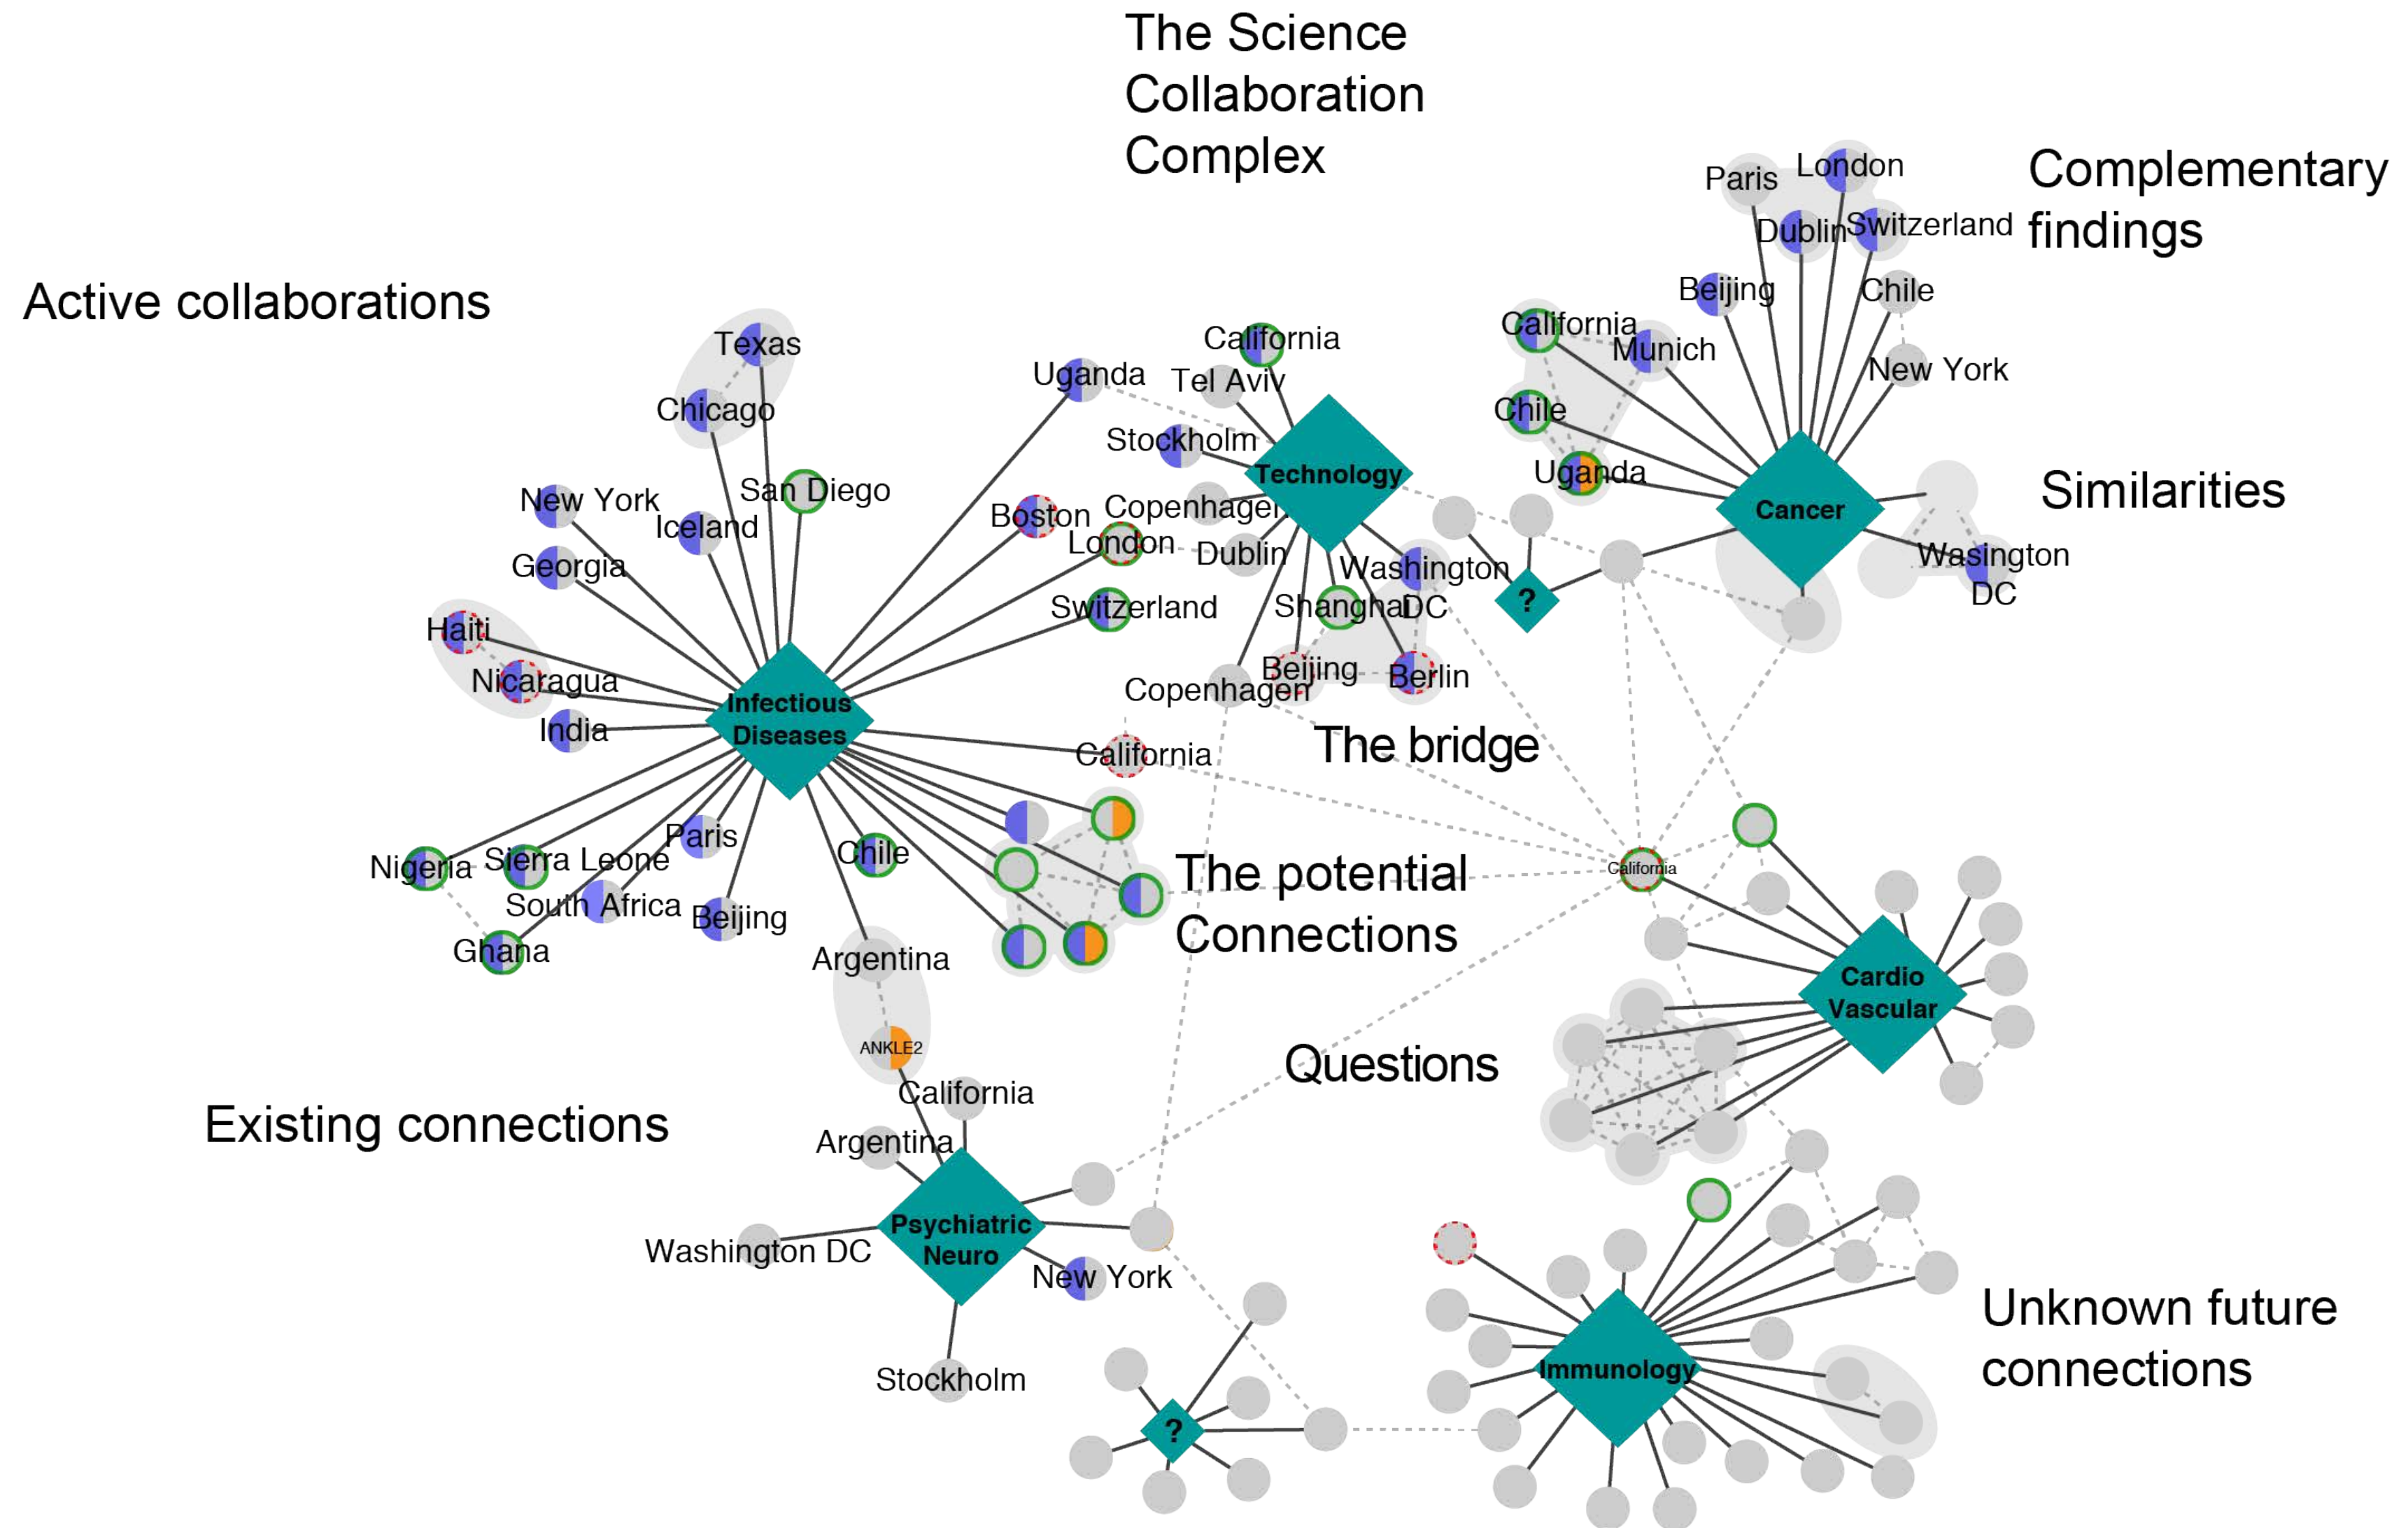 The Science
Collaboration
Complex
Complementary
findings
Active collaborations
Similarities
The bridge
The potential
Connections
Questions
Existing connections
Unknown future
connections
Infectious
Diseases
Texas
Chicago
New York
San Diego
Iceland
Georgia
Haiti
Nicaragua
India
Nigeria
Sierra Leone
Paris
South Africa
Beijing
Ghana
Chile
Argentina
ANKLE2
Uganda
Boston
London
Switzerland
California
Technology
California
Tel Aviv
Stockholm
Copenhagen
Dublin
Washington
DC
Shanghai
Beijing
Berlin
Copenhagen
Cancer
Paris
London
Dublin
Switzerland
Beijing
Chile
New York
California
Munich
Chile
Uganda
Wasington
DC
?
California
Cardio
Vascular
Psychiatric
Neuro
California
Argentina
Washington DC
New York
Stockholm
?
Immunology